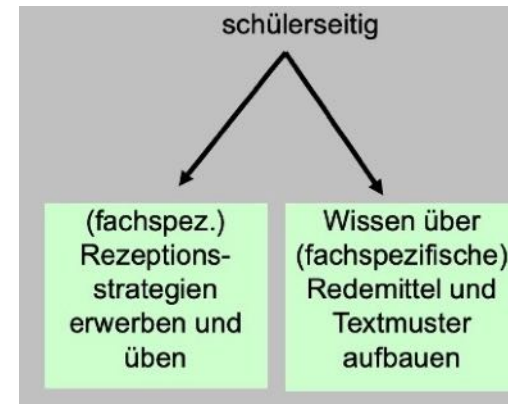 schülerseitig
(fachspez.)
Rezeptions-
strategien
erwerben und
üben
Wissen über
(fachspezifische)
Redemittel und
Textmuster
aufbauen